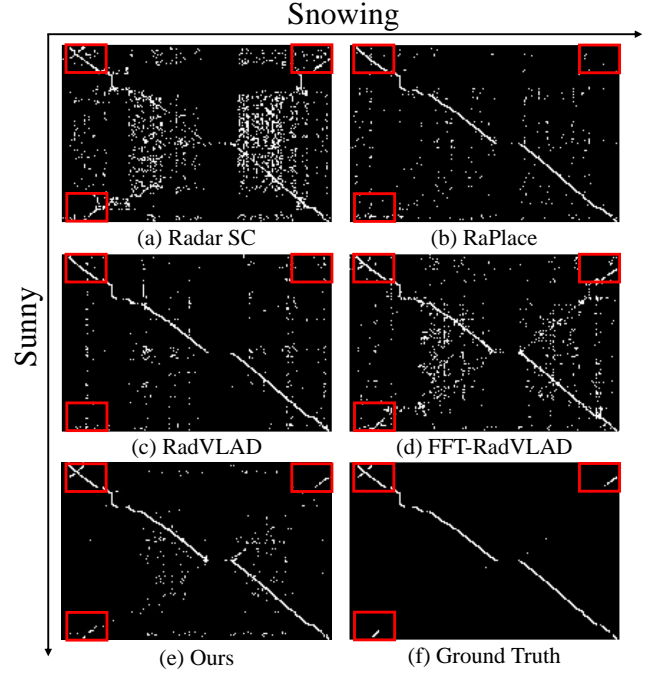 Snowing
Sunny
(a) Radar SC
(b) RaPlace
(c) RadVLAD
(d) FFT-RadVLAD
(e) Ours
(f) Ground Truth